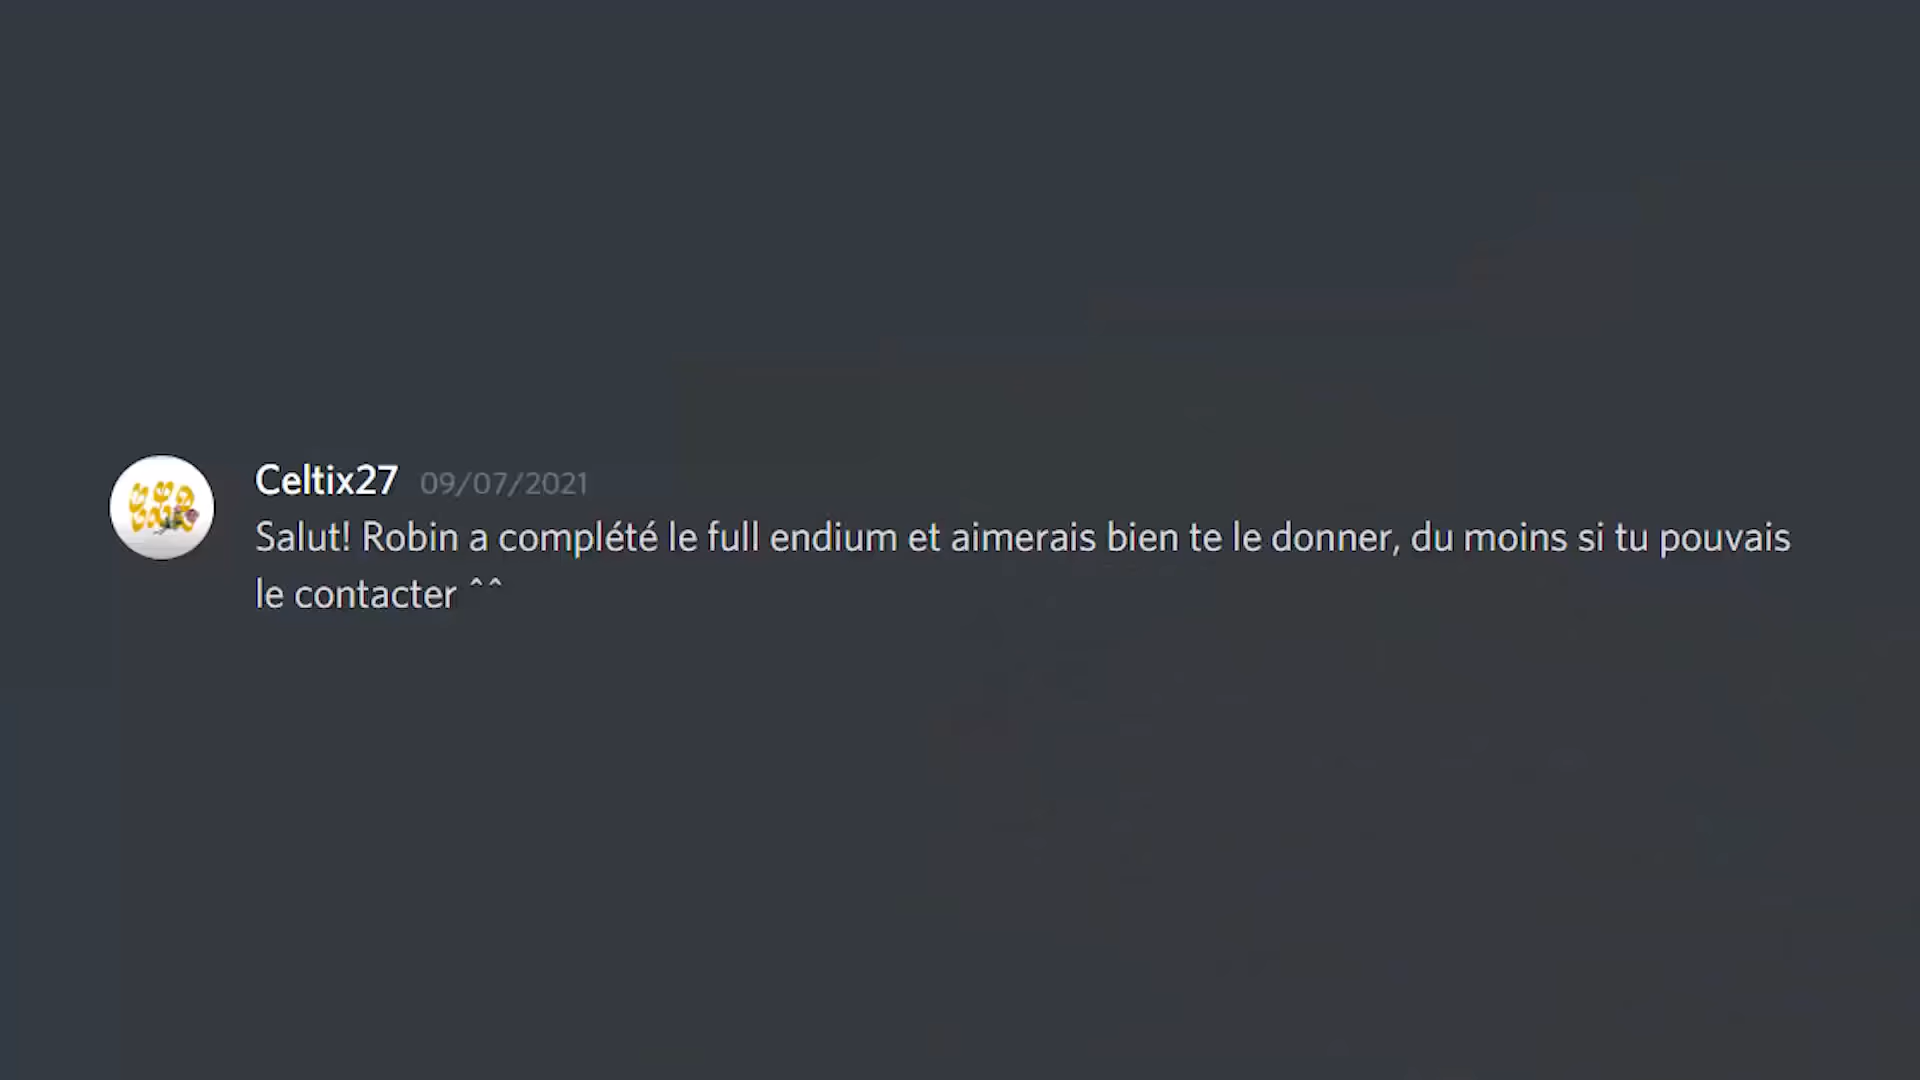 Celtix27 09/07/2021
Salut! Robin a complété le full endium et aimerais bien te le donner, du moins si tu pouvais
le contacter ^^